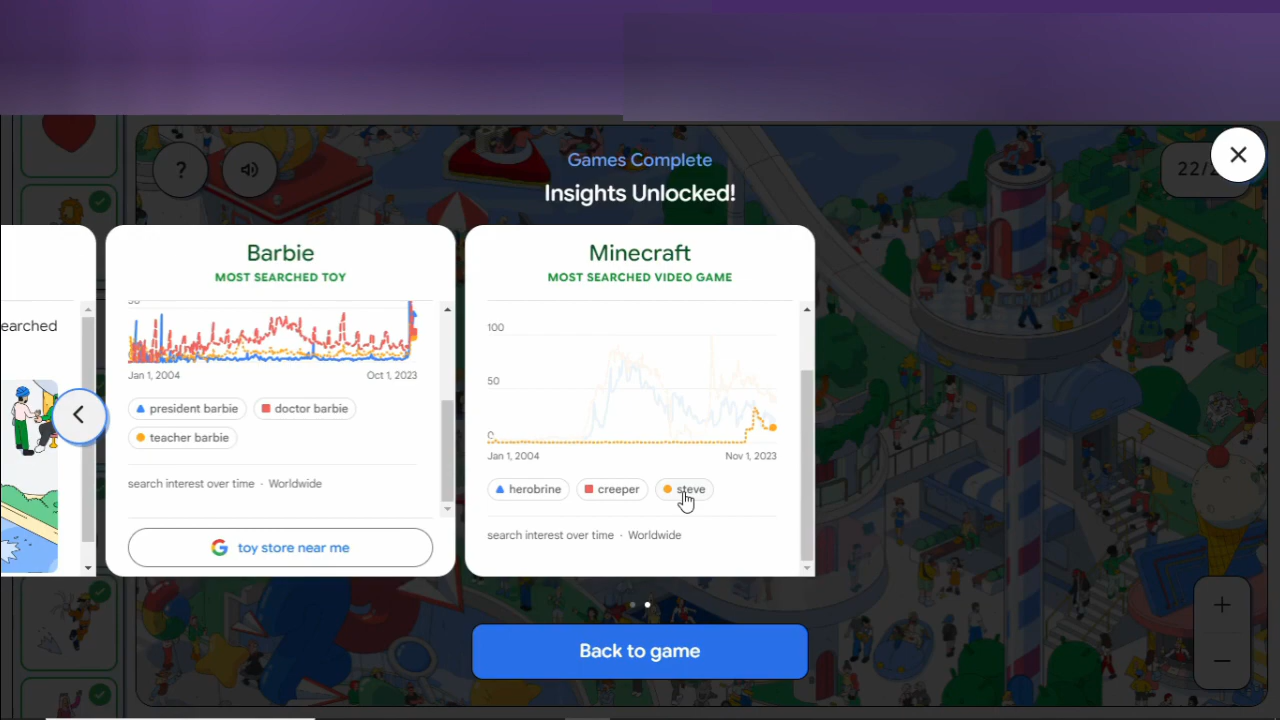 ?
22/2
Games Complete
Insights Unlocked!
earched
Barbie
MOST SEARCHED TOY
50
Jan 1, 2004
Oct 1, 2023
president barbie
doctor barbie
teacher barbie
search interest over time · Worldwide
toy store near me
Minecraft
MOST SEARCHED VIDEO GAME
100
50
0
Jan 1, 2004
Nov 1, 2023
herobrine
creeper
steve
search interest over time · Worldwide
Back to game